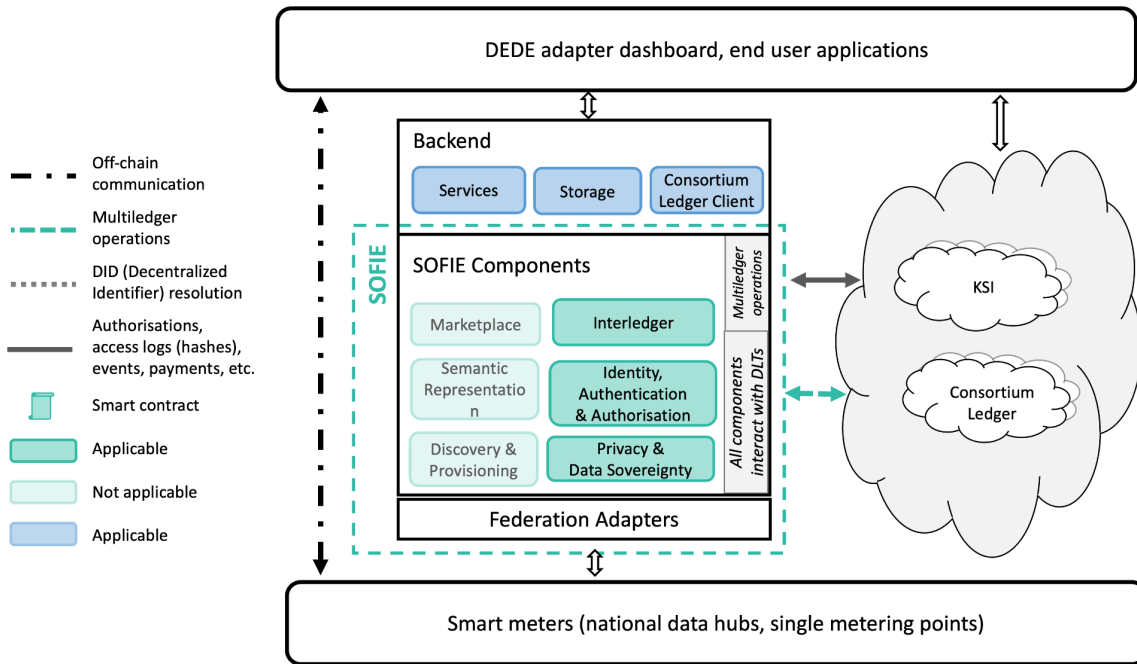 DEDE adapter dashboard, end user applications
Off-chain
communication
Multiledger
operations
DID (Decentralized
Identifier) resolution
Authorisations,
access logs (hashes),
events, payments, etc.
Smart contract
Applicable
Not applicable
Applicable
Backend
Services
Storage
Consortium
Ledger Client
SOFIE
SOFIE Components
Marketplace
Interledger
Semantic
Representatio
n
Identity,
Authentication
& Authorisation
Discovery &
Provisioning
Privacy &
Data Sovereignty
Multiledger
operations
All components
interact with DLTs
Federation Adapters
KSI
Consortium
Ledger
Smart meters (national data hubs, single metering points)